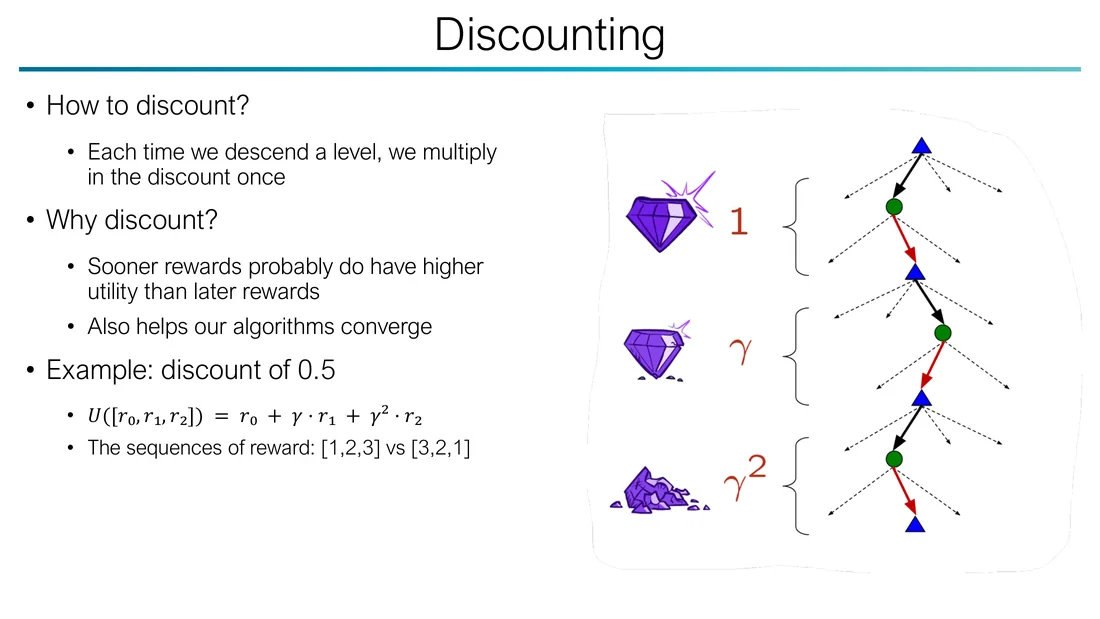 Discounting
• How to discount?
• Each time we descend a level, we multiply
in the discount once
• Why discount?
• Sooner rewards probably do have higher
utility than later rewards
• Also helps our algorithms converge
• Example: discount of 0.5
• U([r₀,r₁,r₂]) = r₀ + γ · r₁ + γ² · r₂
• The sequences of reward: [1,2,3] vs [3,2,1]
1
γ
γ²